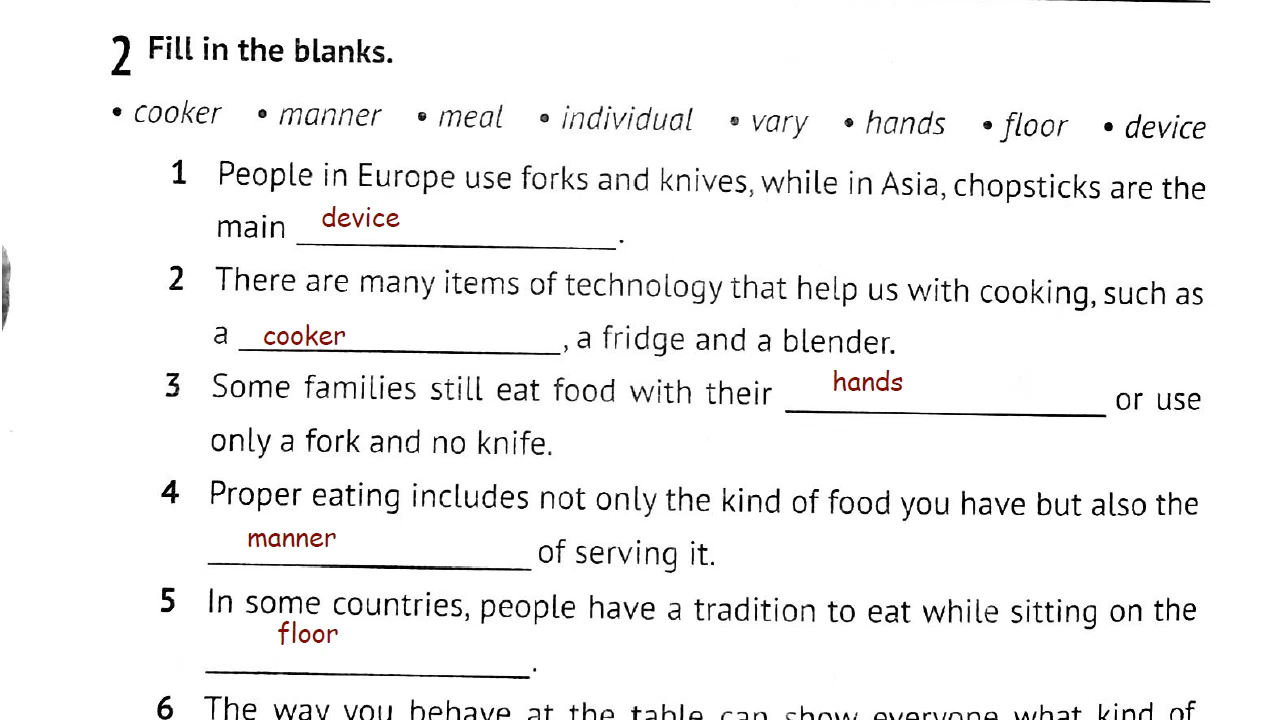 2 Fill in the blanks.
• cooker • manner • meal • individual • vary • hands • floor • device
1 People in Europe use forks and knives, while in Asia, chopsticks are the
main device.
2 There are many items of technology that help us with cooking, such as
a cooker, a fridge and a blender.
3 Some families still eat food with their hands or use
only a fork and no knife.
4 Proper eating includes not only the kind of food you have but also the
manner of serving it.
5 In some countries, people have a tradition to eat while sitting on the
floor.
6 The way you behave at the table can show everyone what kind of